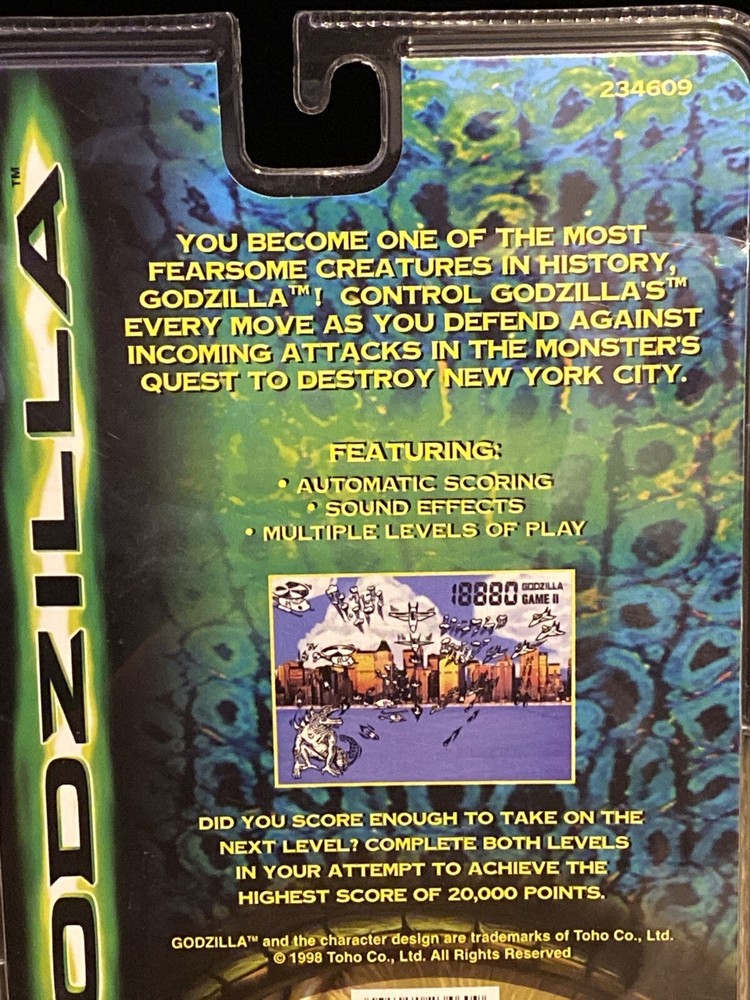 234609
ODZILLA™
YOU BECOME ONE OF THE MOST
FEARSOME CREATURES IN HISTORY,
GODZILLA™! CONTROL GODZILLA'S™
EVERY MOVE AS YOU DEFEND AGAINST
INCOMING ATTACKS IN THE MONSTER'S
QUEST TO DESTROY NEW YORK CITY.
FEATURING:
• AUTOMATIC SCORING
• SOUND EFFECTS
• MULTIPLE LEVELS OF PLAY
18880 GODZILLA
GAME II
DID YOU SCORE ENOUGH TO TAKE ON THE
NEXT LEVEL? COMPLETE BOTH LEVELS
IN YOUR ATTEMPT TO ACHIEVE THE
HIGHEST SCORE OF 20,000 POINTS.
GODZILLA™ and the character design are trademarks of Toho Co., Ltd.
© 1998 Toho Co., Ltd. All Rights Reserved